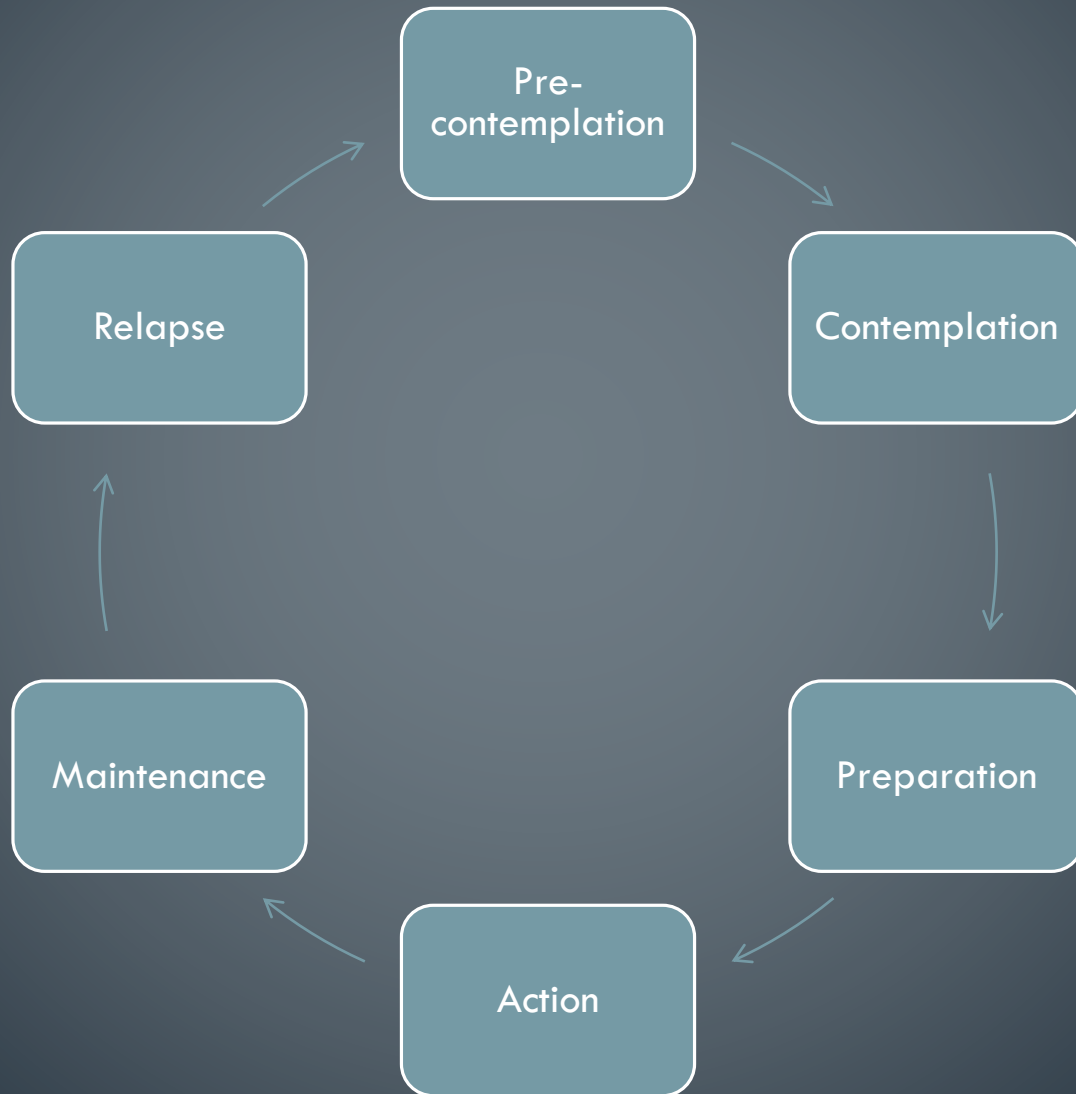 Pre-
contemplation
Contemplation
Preparation
Action
Maintenance
Relapse